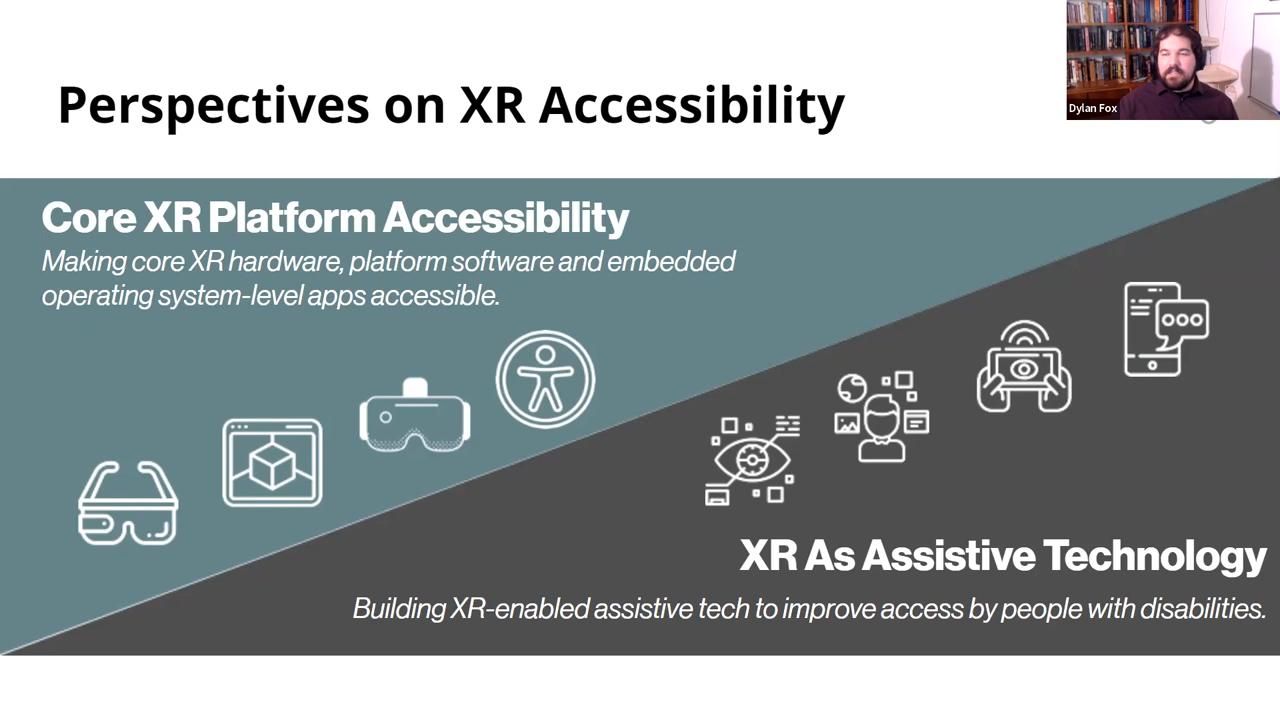 Perspectives on XR Accessibility
Dylan Fox
Core XR Platform Accessibility
Making core XR hardware, platform software and embedded
operating system-level apps accessible.
XR As Assistive Technology
Building XR-enabled assistive tech to improve access by people with disabilities.